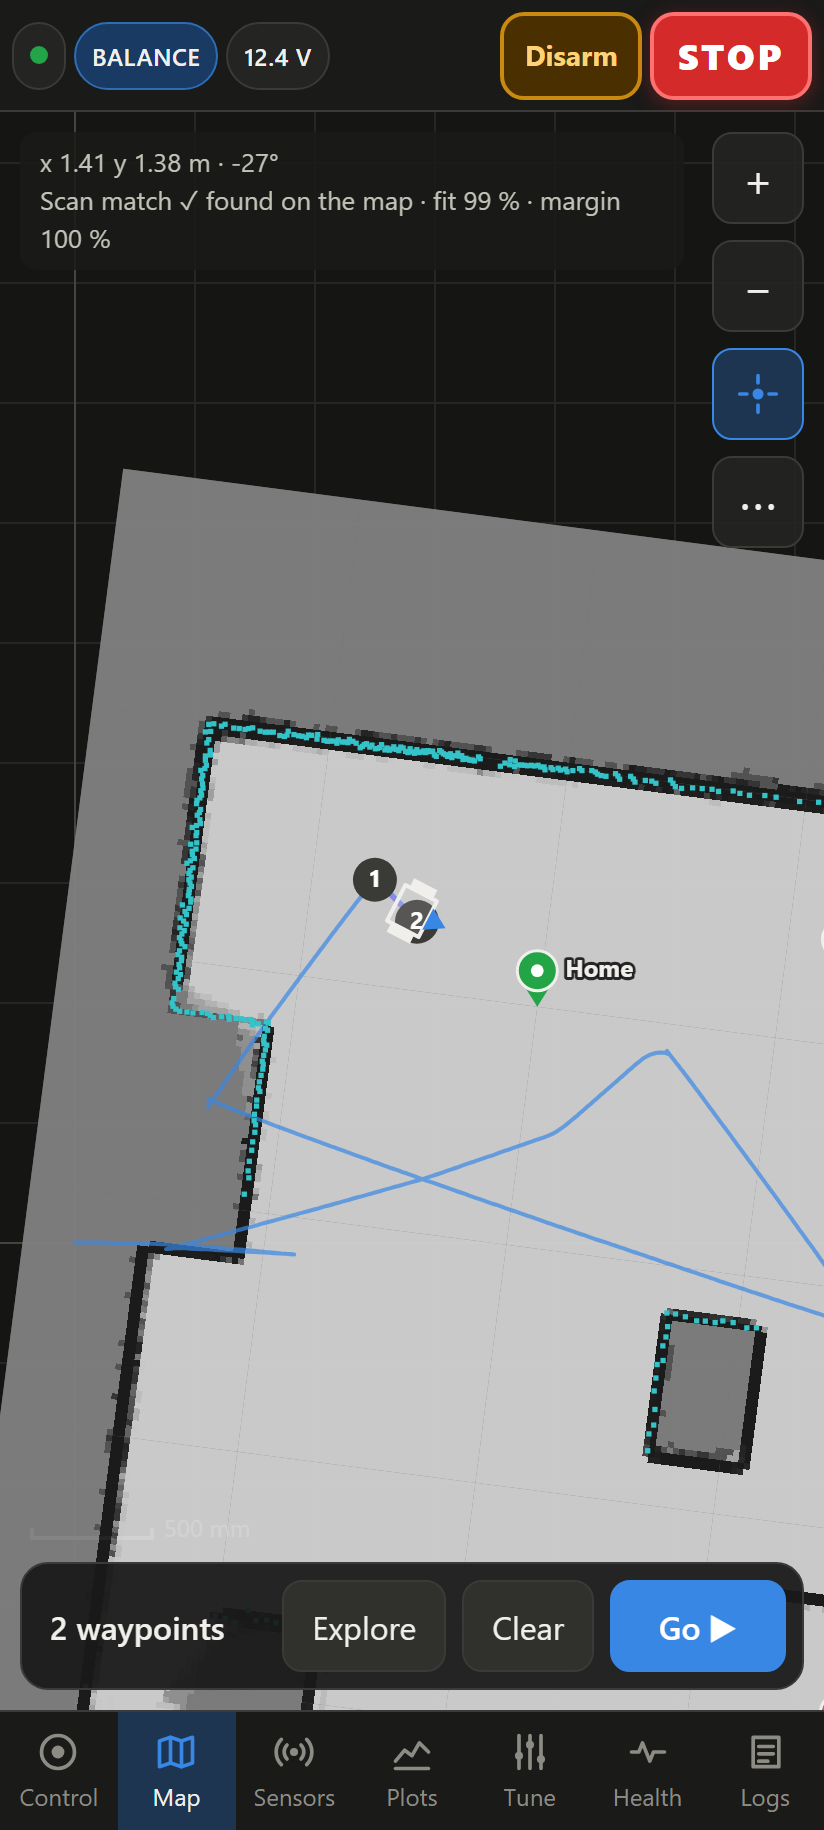 BALANCE
12.4 V
Disarm
STOP
x 1.41 y 1.38 m · -27°
Scan match ✓ found on the map · fit 99 % · margin
100 %
+
−
...
1
2
Home
500 mm
2 waypoints
Explore
Clear
Go ▶
Control
Map
Sensors
Plots
Tune
Health
Logs